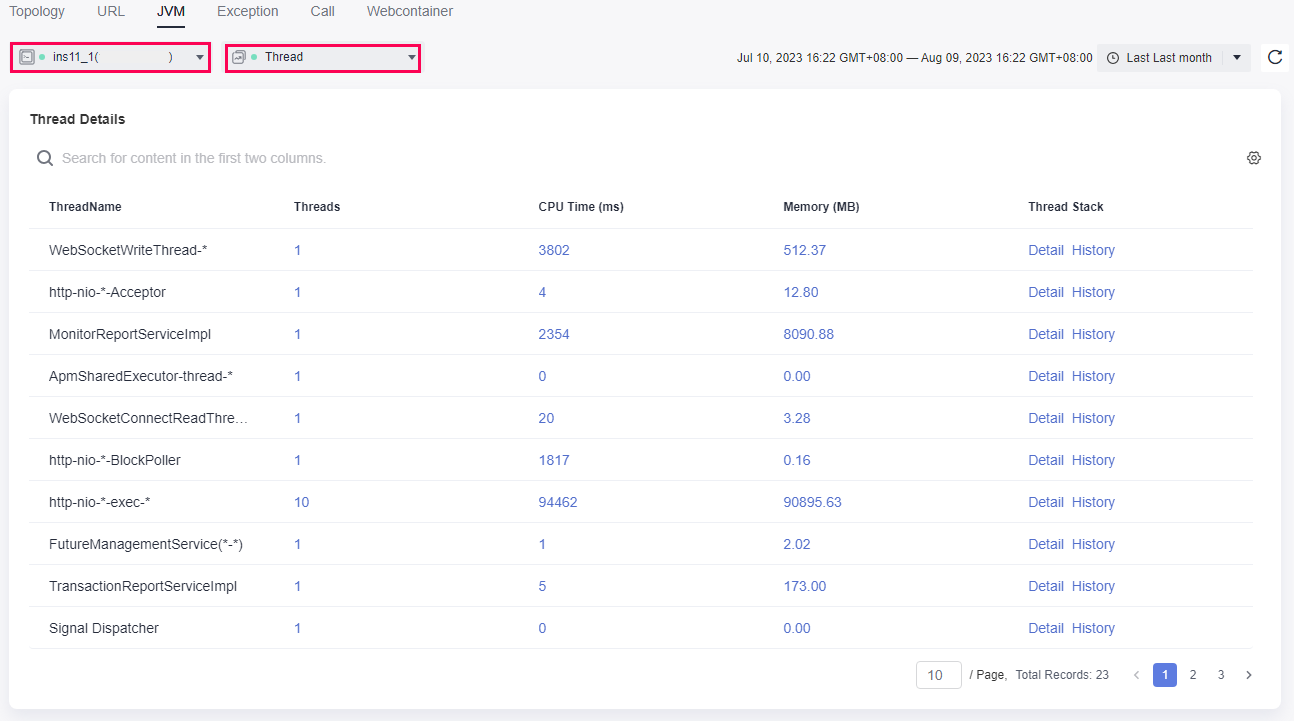 Topology URL JVM Exception Call Webcontainer
ins11_1( ) Thread Jul 10, 2023 16:22 GMT+08:00 — Aug 09, 2023 16:22 GMT+08:00 Last Last month
Thread Details
Search for content in the first two columns.
ThreadName Threads CPU Time (ms) Memory (MB) Thread Stack
WebSocketWriteThread-* 1 3802 512.37 Detail History
http-nio-*-Acceptor 1 4 12.80 Detail History
MonitorReportServiceImpl 1 2354 8090.88 Detail History
ApmSharedExecutor-thread-* 1 0 0.00 Detail History
WebSocketConnectReadThre… 1 20 3.28 Detail History
http-nio-*-BlockPoller 1 1817 0.16 Detail History
http-nio-*-exec-* 10 94462 90895.63 Detail History
FutureManagementService(*-*) 1 1 2.02 Detail History
TransactionReportServiceImpl 1 5 173.00 Detail History
Signal Dispatcher 1 0 0.00 Detail History
10 / Page, Total Records: 23 < 1 2 3 >